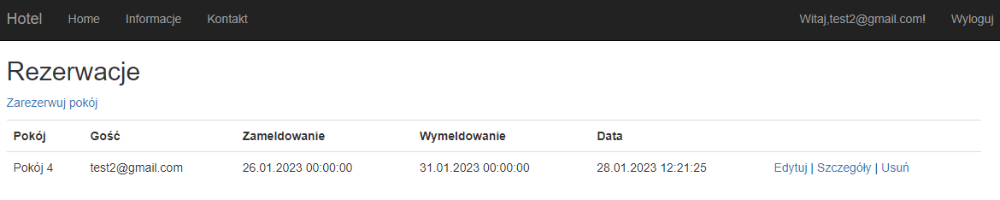 Hotel Home Informacje Kontakt Witaj,test2@gmail.com! Wyloguj
Rezerwacje
Zarezerwuj pokój
Pokój Gość Zameldowanie Wymeldowanie Data
Pokój 4 test2@gmail.com 26.01.2023 00:00:00 31.01.2023 00:00:00 28.01.2023 12:21:25 Edytuj | Szczegóły | Usuń